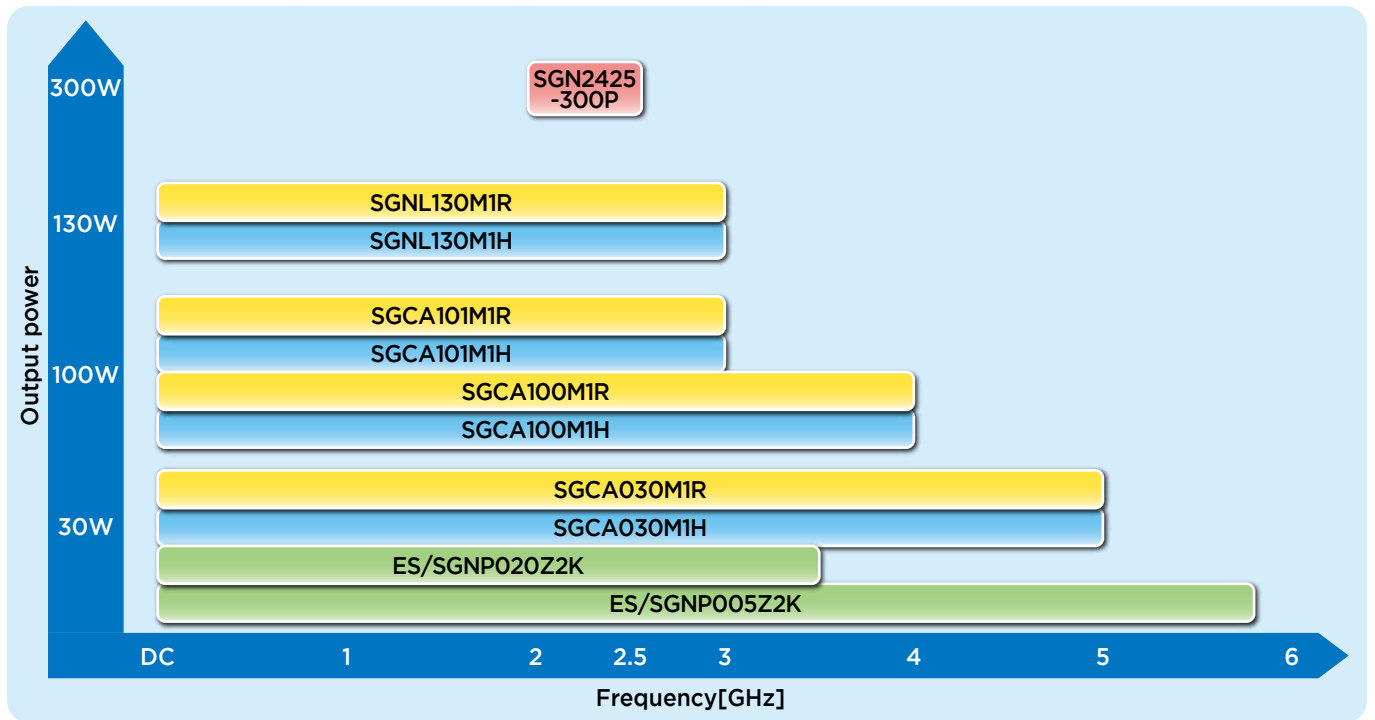 300W
SGN2425
-300P
SGNL130M1R
130W
SGNL130M1H
SGCA101M1R
SGCA101M1H
100W
SGCA100M1R
SGCA100M1H
SGCA030M1R
30W
SGCA030M1H
ES/SGNP020Z2K
ES/SGNP005Z2K
Output power
DC 1 2 2.5 3 4 5 6
Frequency[GHz]